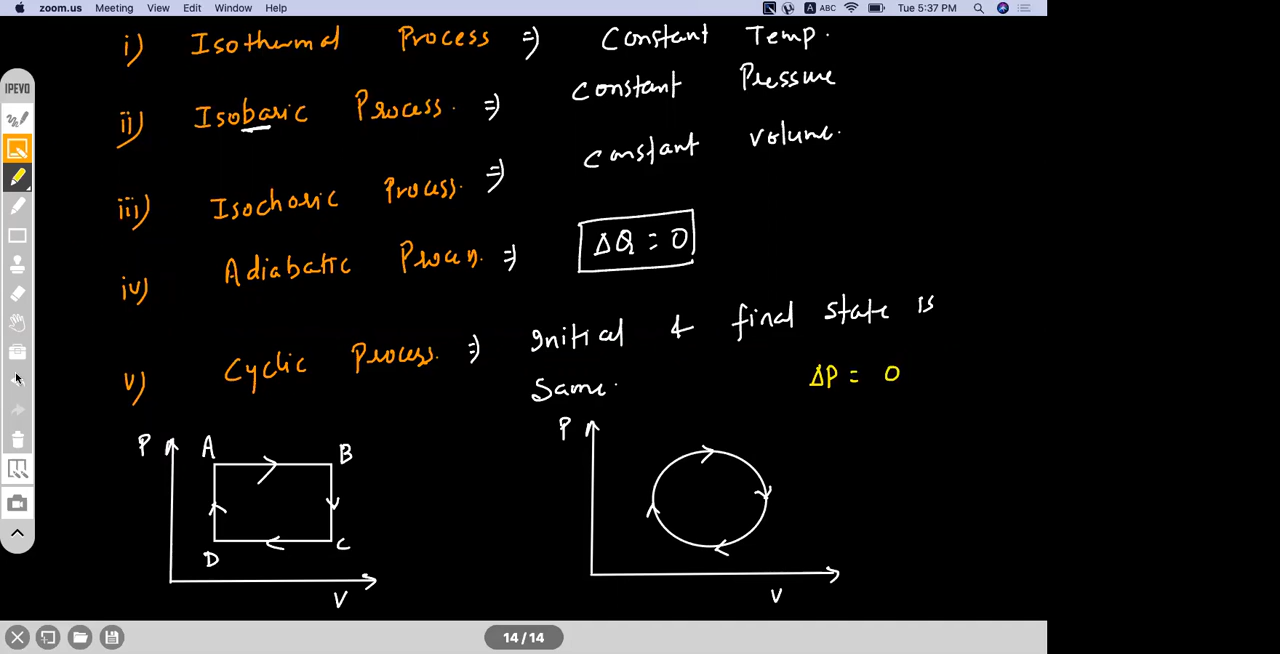 zoom.us Meeting View Edit Window Help A ABC Tue 5:37 PM
IPEVO
i) Isothermal Process ⇒ Constant Temp.
ii) Isobaric Process. ⇒ Constant Pressure
iii) Isochoric Process. ⇒ Constant Volume.
iv) Adiabatic ⇒ ΔQ = 0
v) Cyclic Process. ⇒ Initial & final state is
Same.
ΔP = 0
P A B
D C
V
P
V
14 / 14